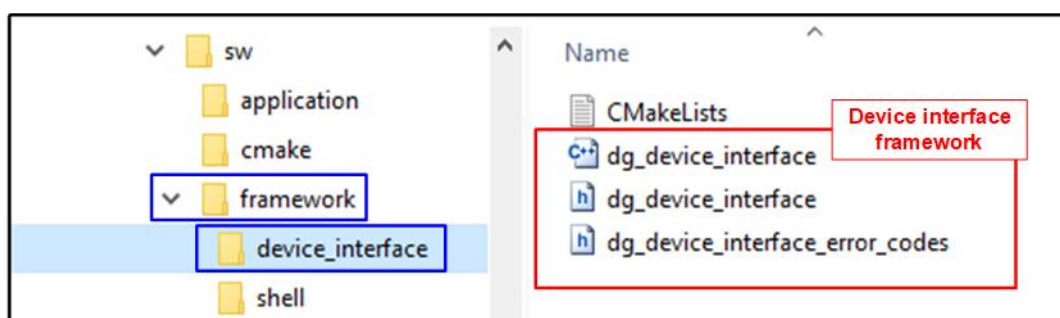 sw
application
cmake
framework
device_interface
shell
Name
CMakeLists
Device interface
framework
C++ dg_device_interface
h dg_device_interface
h dg_device_interface_error_codes